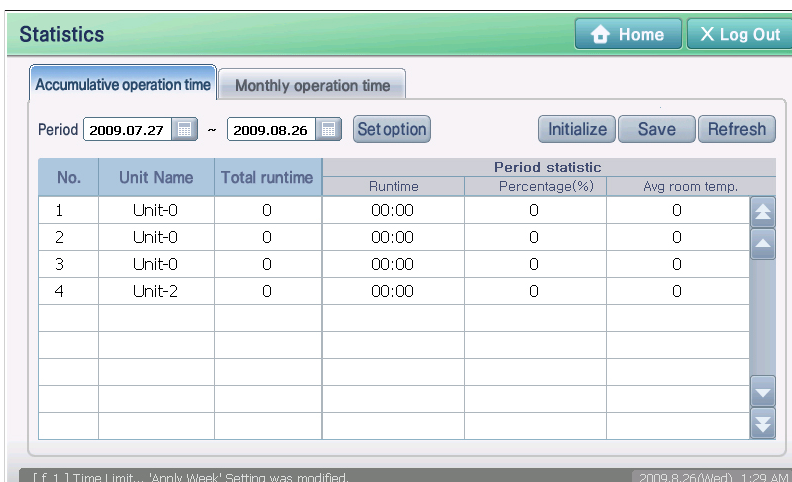 Statistics Home X Log Out
Accumulative operation time Monthly operation time
Period 2009.07.27 ~ 2009.08.26 Set option Initialize Save Refresh
No. Unit Name Total runtime Period statistic
Runtime Percentage(%) Avg room temp.
1 Unit-0 0 00:00 0 0
2 Unit-0 0 00:00 0 0
3 Unit-0 0 00:00 0 0
4 Unit-2 0 00:00 0 0
[ f_1 ] Time Limit... 'Apply Week' Setting was modified. 2009.8.26(Wed) 1:29 AM